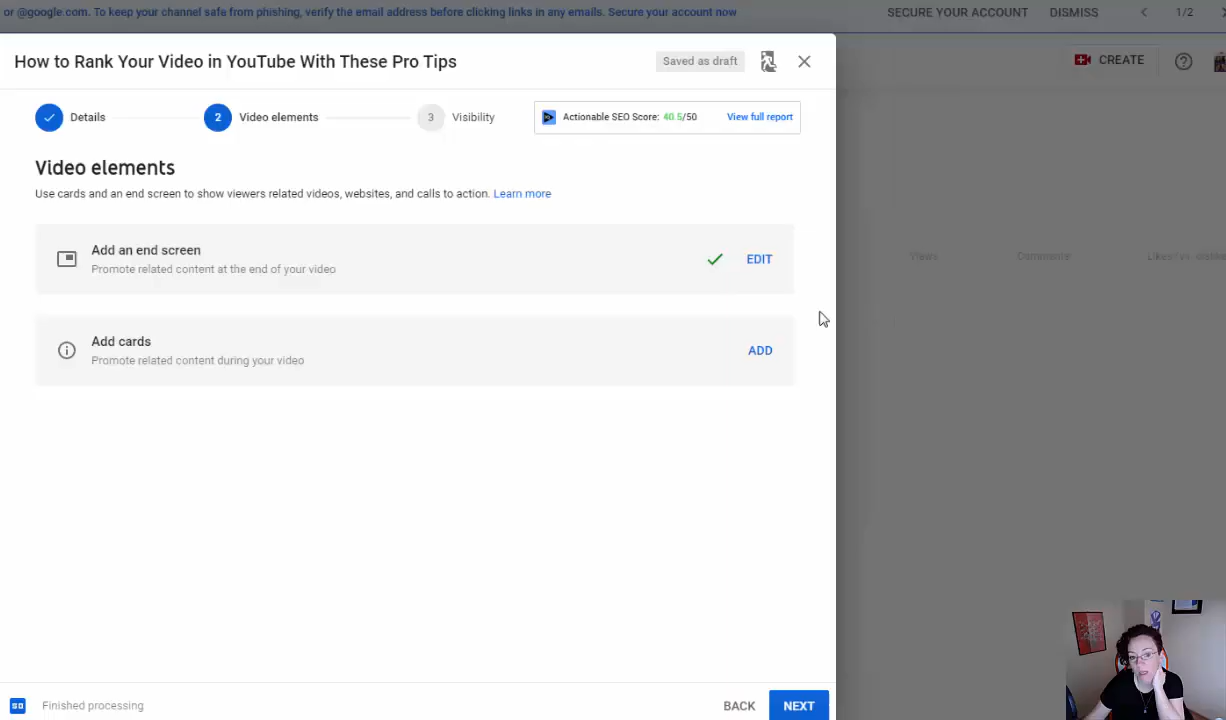 or @google.com. To keep your channel safe from phishing, verify the email address before clicking links in any emails. Secure your account now
SECURE YOUR ACCOUNT DISMISS 1/2
How to Rank Your Video in YouTube With These Pro Tips
Saved as draft
CREATE
Details
2 Video elements
3 Visibility
Actionable SEO Score: 40.5/50 View full report
Video elements
Use cards and an end screen to show viewers related videos, websites, and calls to action. Learn more
Add an end screen
Promote related content at the end of your video
EDIT
Views
Comments
Add cards
Promote related content during your video
ADD
SD Finished processing
BACK NEXT